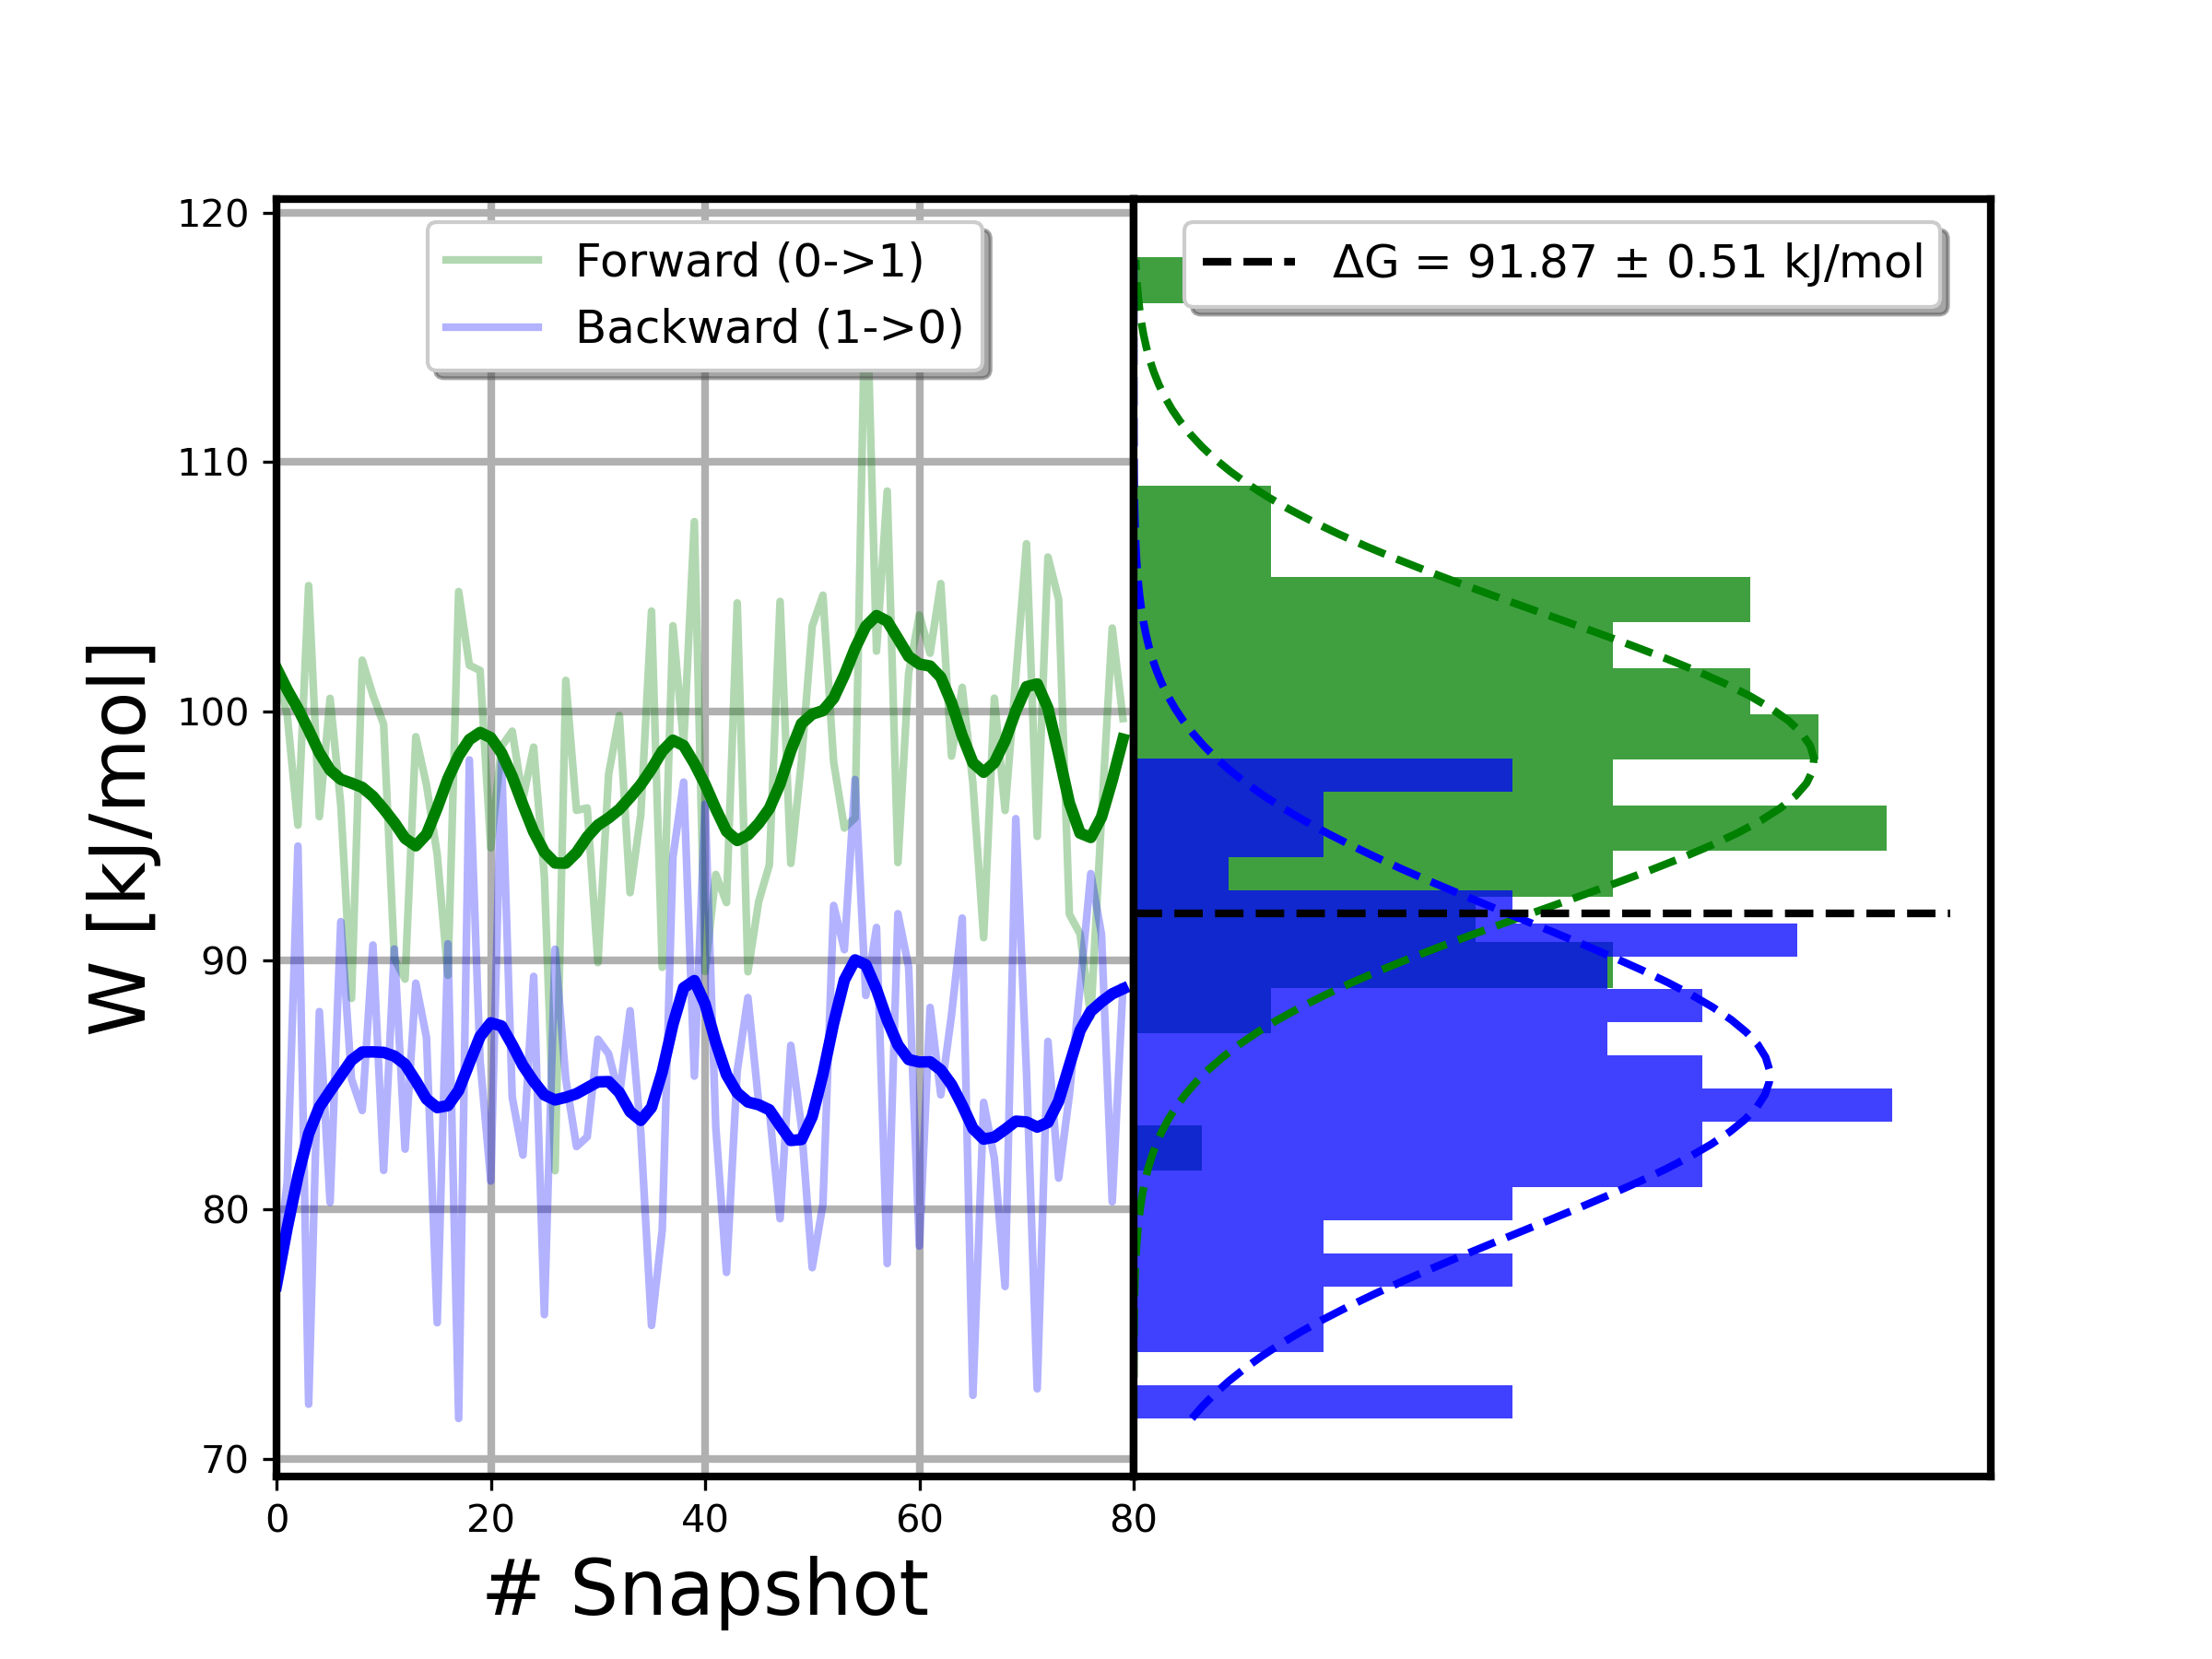 Forward (0->1)
Backward (1->0)
ΔG = 91.87 ± 0.51 kJ/mol
W [kJ/mol]
120
110
100
90
80
70
0
20
40
60
80
# Snapshot